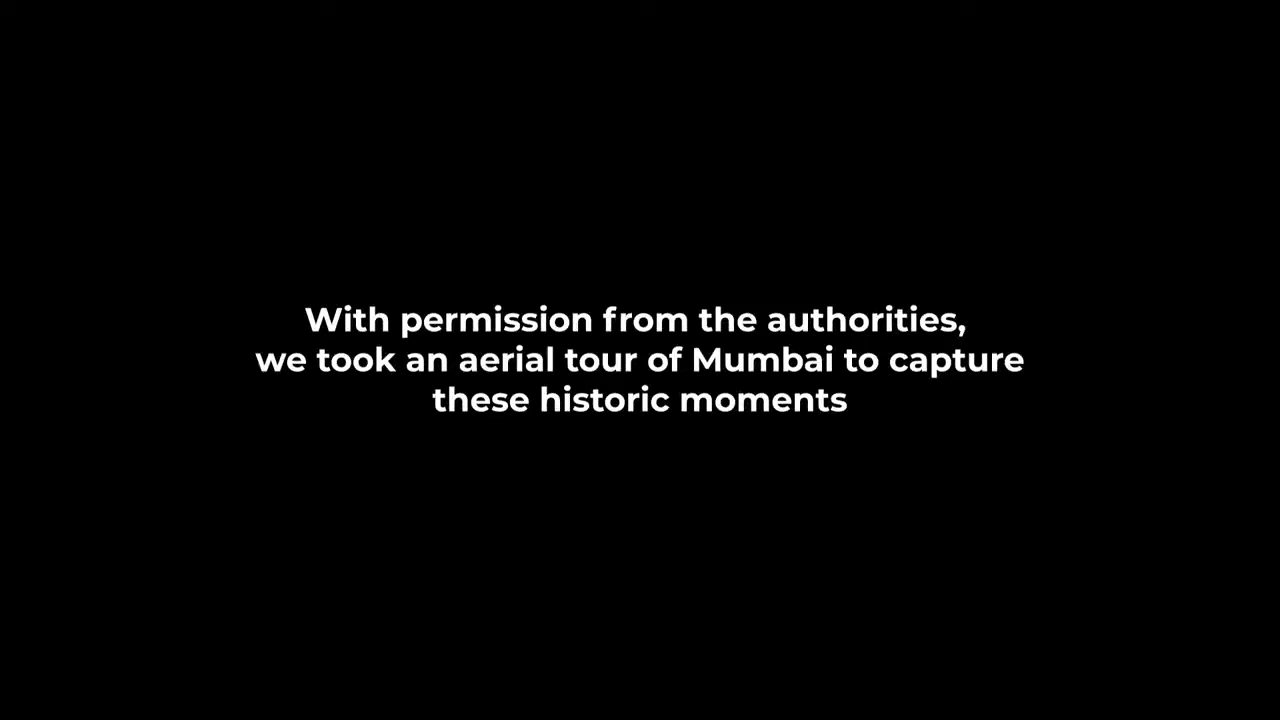 With permission from the authorities,
we took an aerial tour of Mumbai to capture
these historic moments